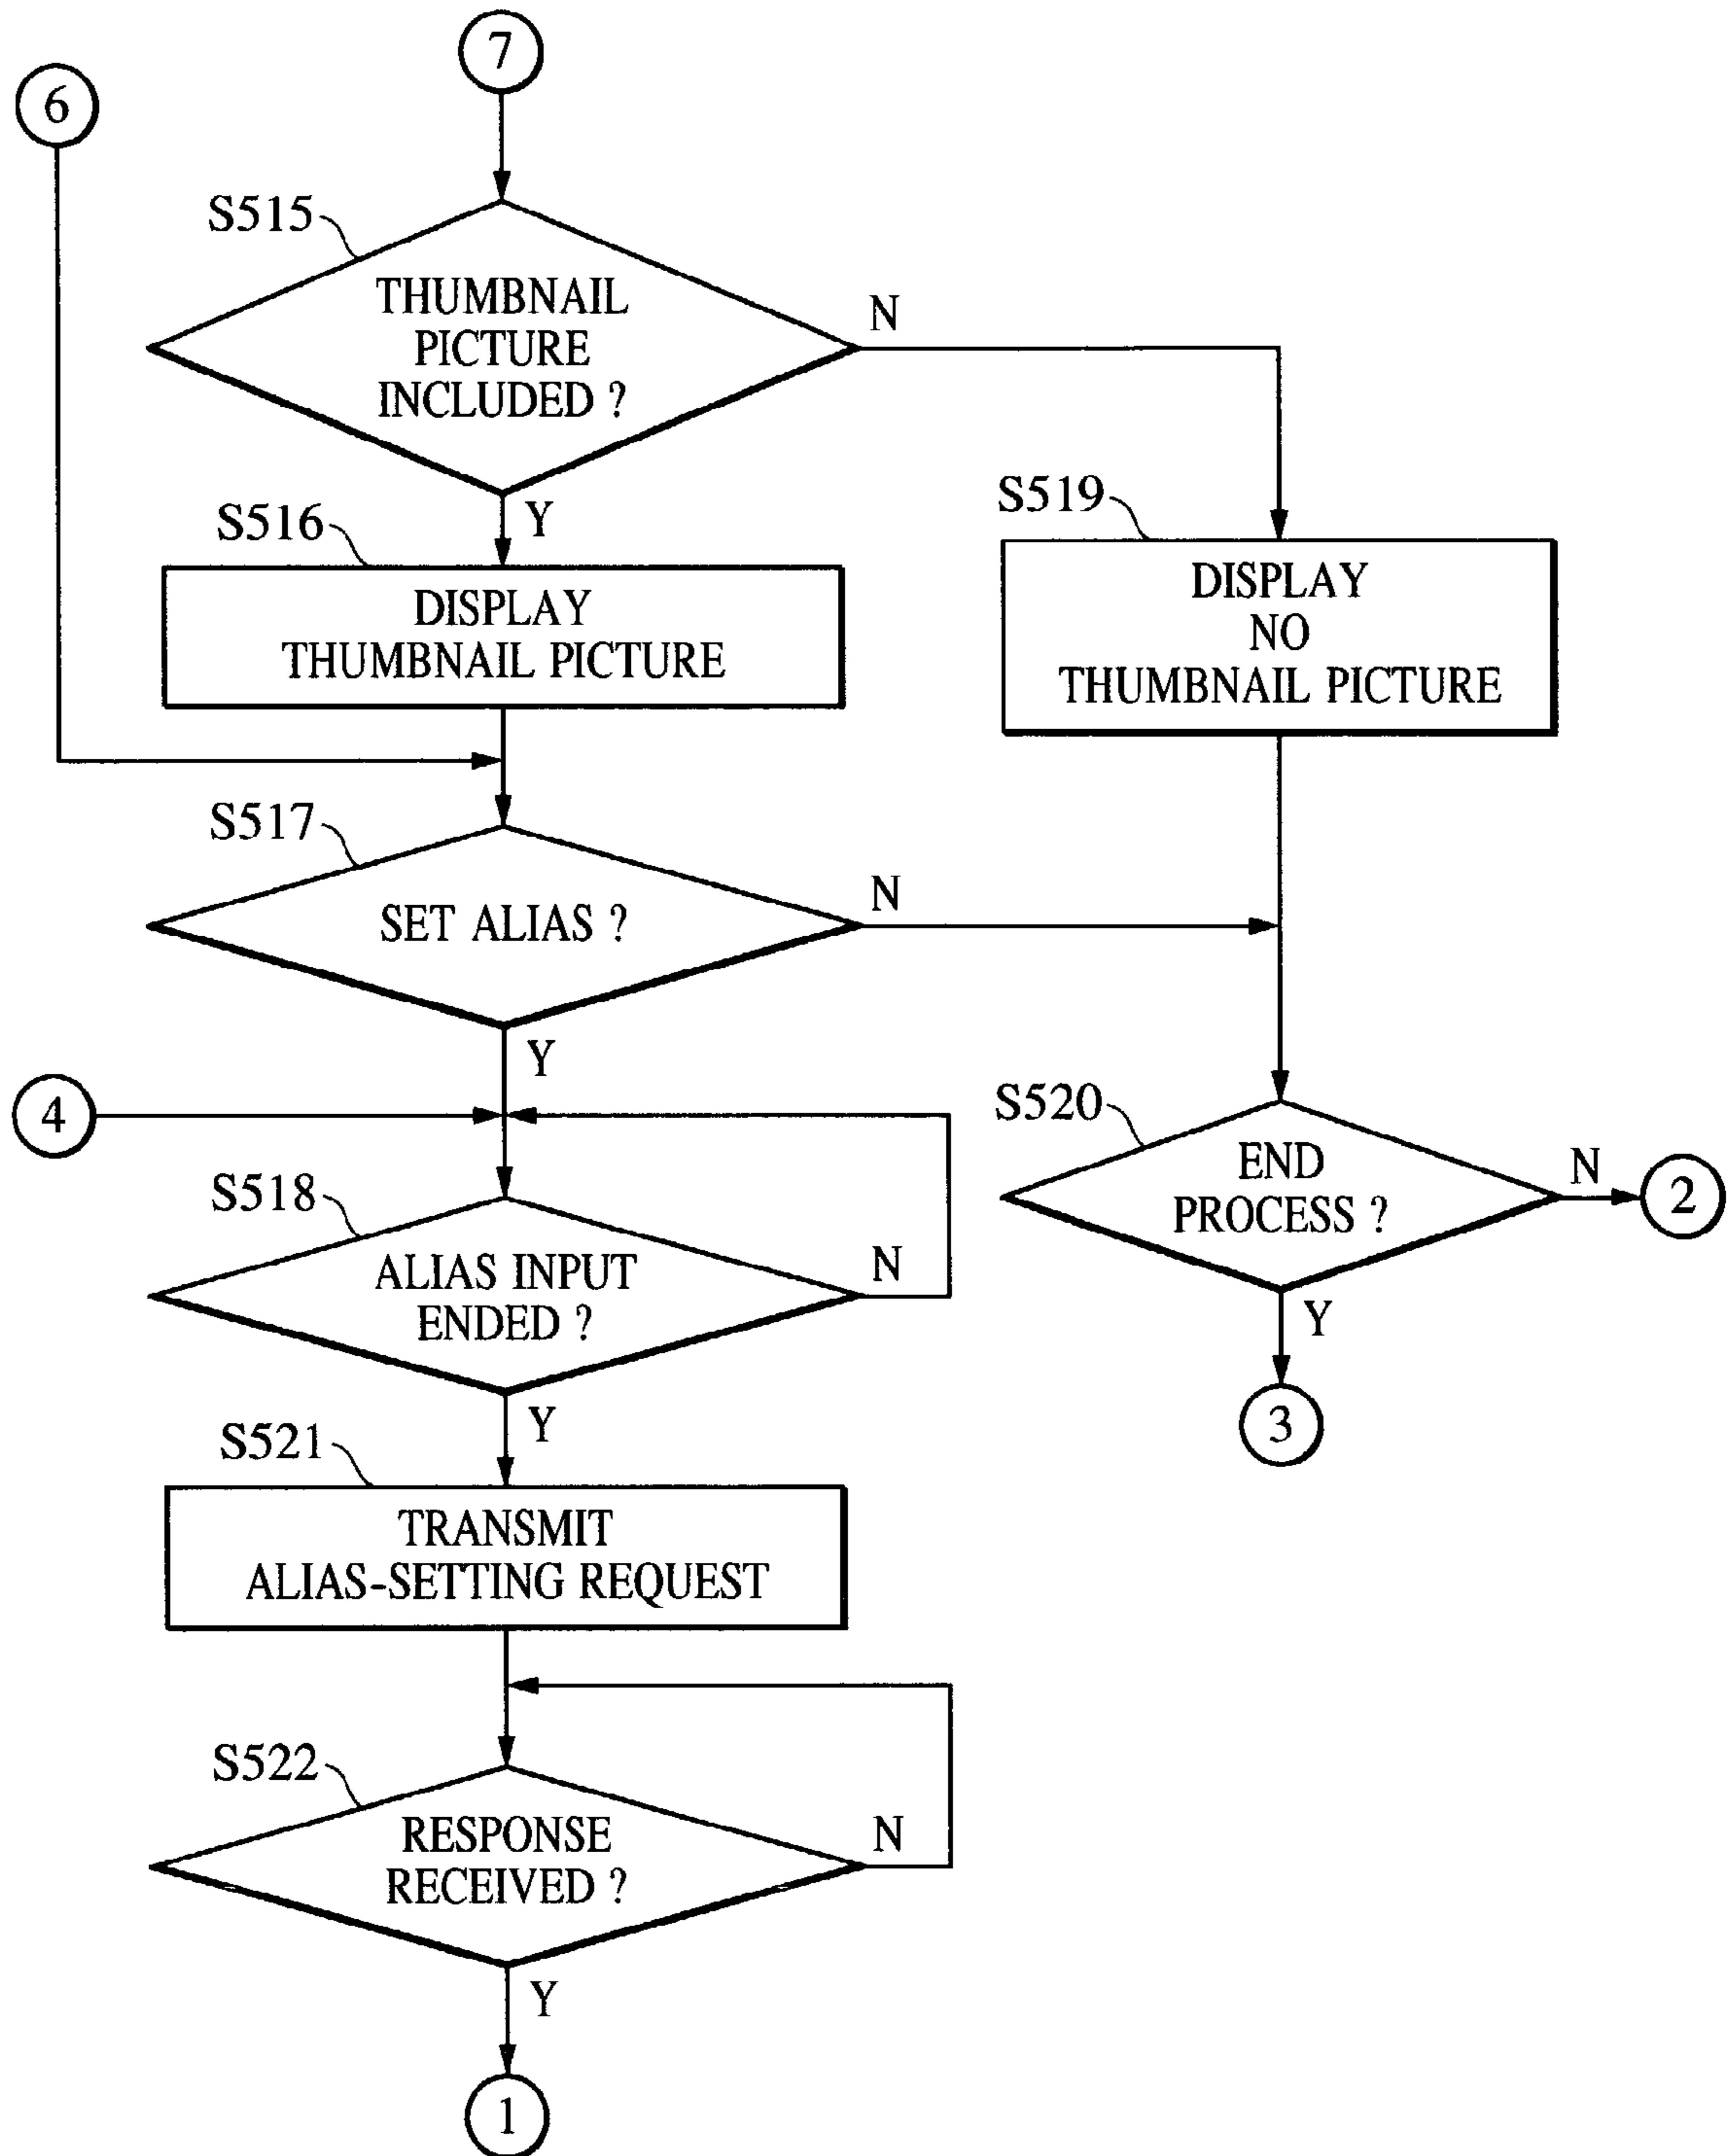 7
6
S515
THUMBNAIL
PICTURE
INCLUDED ?
N
Y
S516
DISPLAY
THUMBNAIL PICTURE
S519
DISPLAY
NO
THUMBNAIL PICTURE
S517
SET ALIAS ?
N
Y
4
S518
ALIAS INPUT
ENDED ?
N
Y
S520
END
PROCESS ?
N
2
Y
3
S521
TRANSMIT
ALIAS-SETTING REQUEST
S522
RESPONSE
RECEIVED ?
N
Y
1